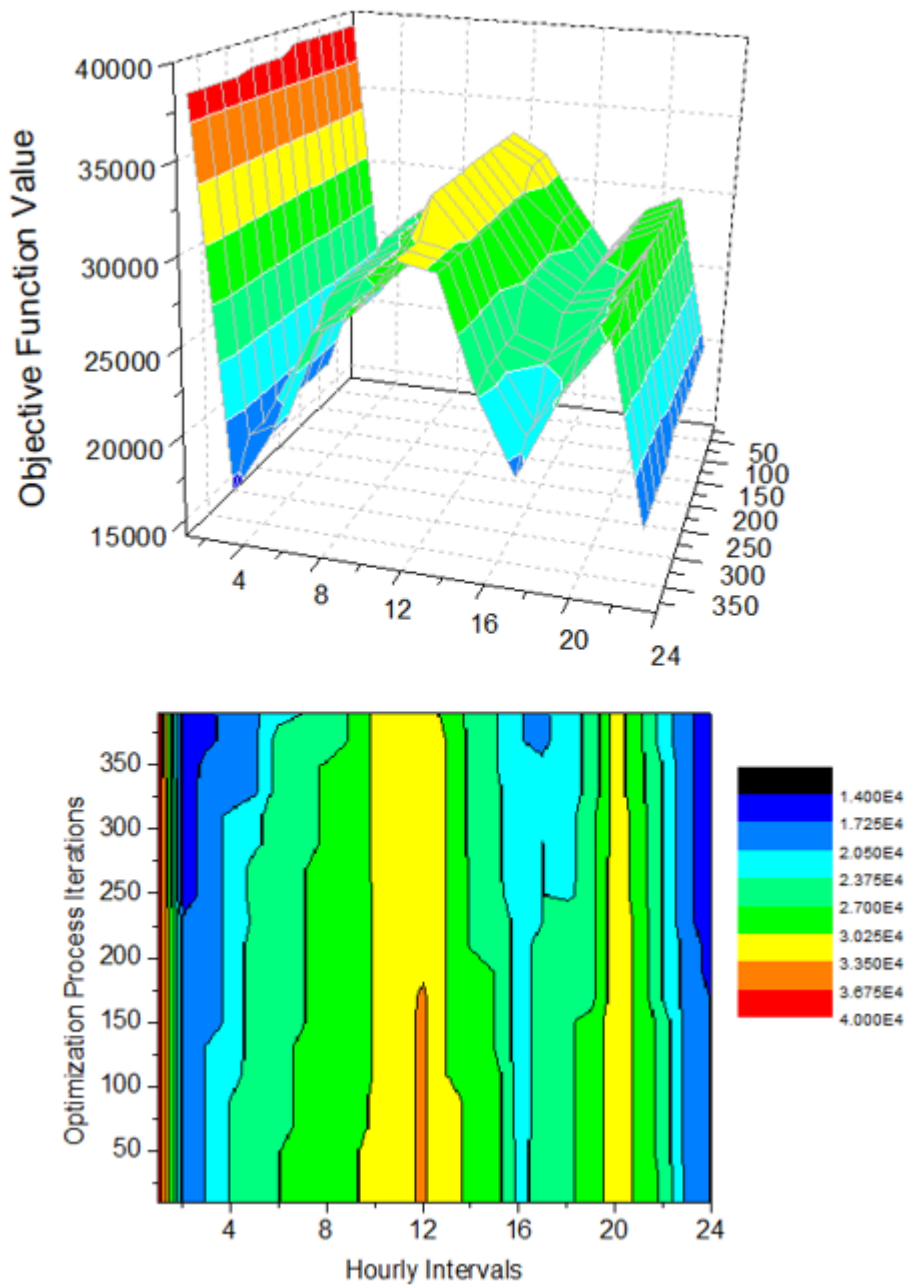 Objective Function Value
40000
35000
30000
25000
20000
15000
4
8
12
16
20
24
50
100
150
200
250
300
350
Optimization Process Iterations
350
300
250
200
150
100
50
4
8
12
16
20
24
Hourly Intervals
1.400E4
1.725E4
2.050E4
2.375E4
2.700E4
3.025E4
3.350E4
3.675E4
4.000E4